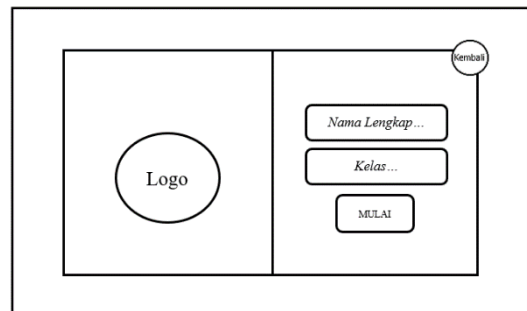 Kembali
Nama Lengkap…
Logo
Kelas…
MULAI